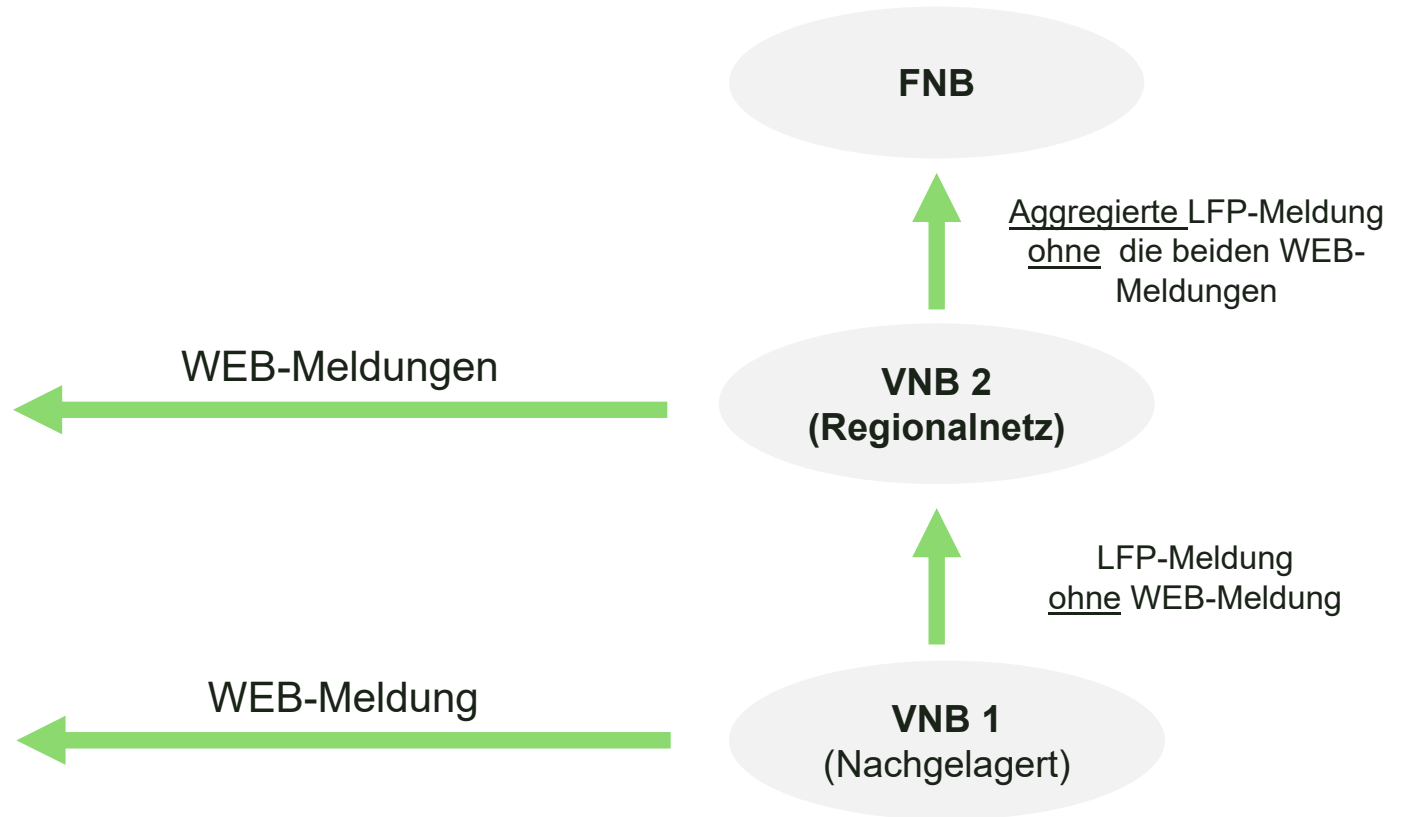 FNB
Aggregierte LFP-Meldung
ohne die beiden WEB-
Meldungen
WEB-Meldungen
VNB 2
(Regionalnetz)
LFP-Meldung
ohne WEB-Meldung
WEB-Meldung
VNB 1
(Nachgelagert)